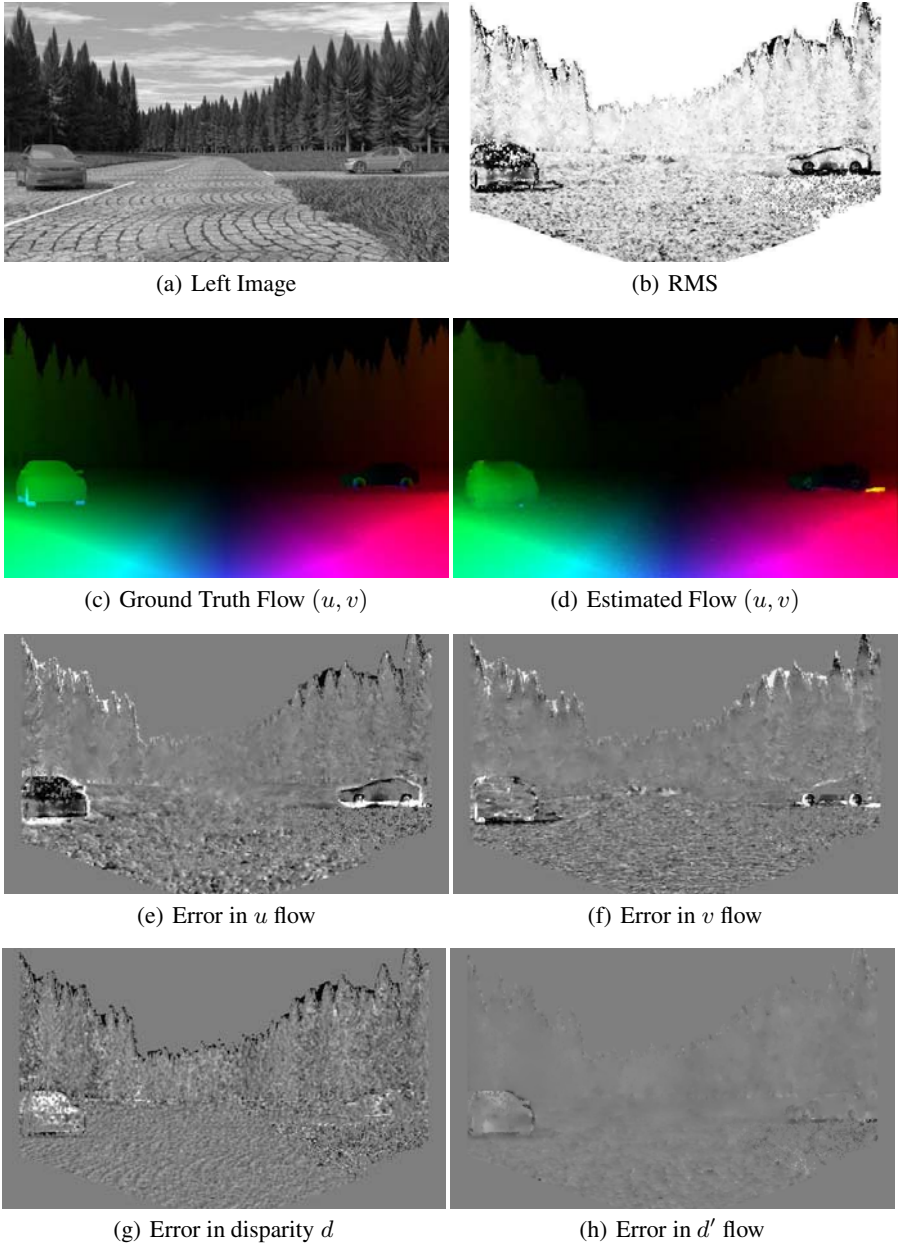 (a) Left Image
(b) RMS
(c) Ground Truth Flow (u, v)
(d) Estimated Flow (u, v)
(e) Error in u flow
(f) Error in v flow
(g) Error in disparity d
(h) Error in d′ flow